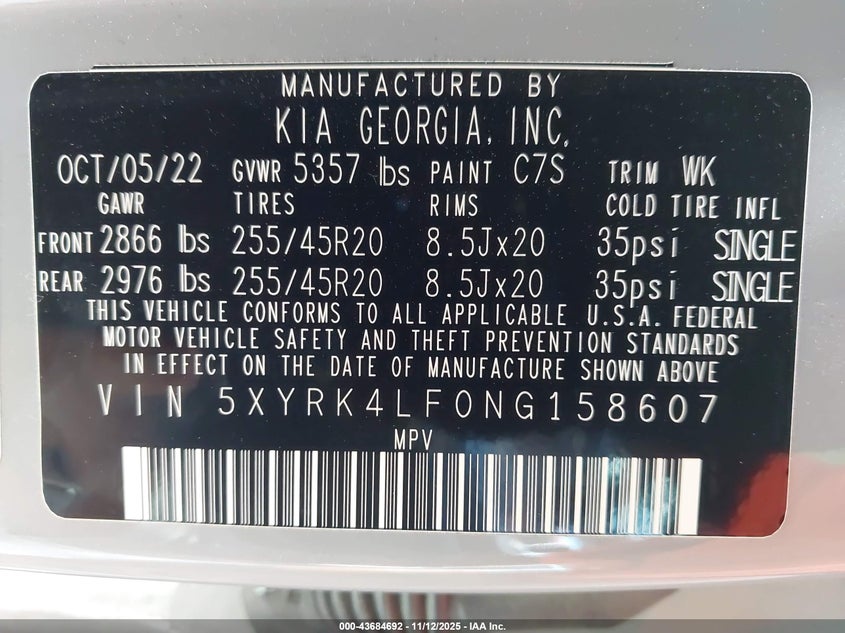 MANUFACTURED BY
KIA GEORGIA, INC.
OCT/05/22 GVWR 5357 lbs PAINT C7S TRIM WK
GAWR TIRES RIMS COLD TIRE INFL
FRONT 2866 lbs 255/45R20 8.5Jx20 35psi SINGLE
REAR 2976 lbs 255/45R20 8.5Jx20 35psi SINGLE
THIS VEHICLE CONFORMS TO ALL APPLICABLE U.S.A. FEDERAL
MOTOR VEHICLE SAFETY AND THEFT PREVENTION STANDARDS
IN EFFECT ON THE DATE OF MANUFACTURE SHOWN ABOVE
VIN 5XYRK4LF0NG158607
MPV
000-43684692 - 11/12/2025 - IAA Inc.